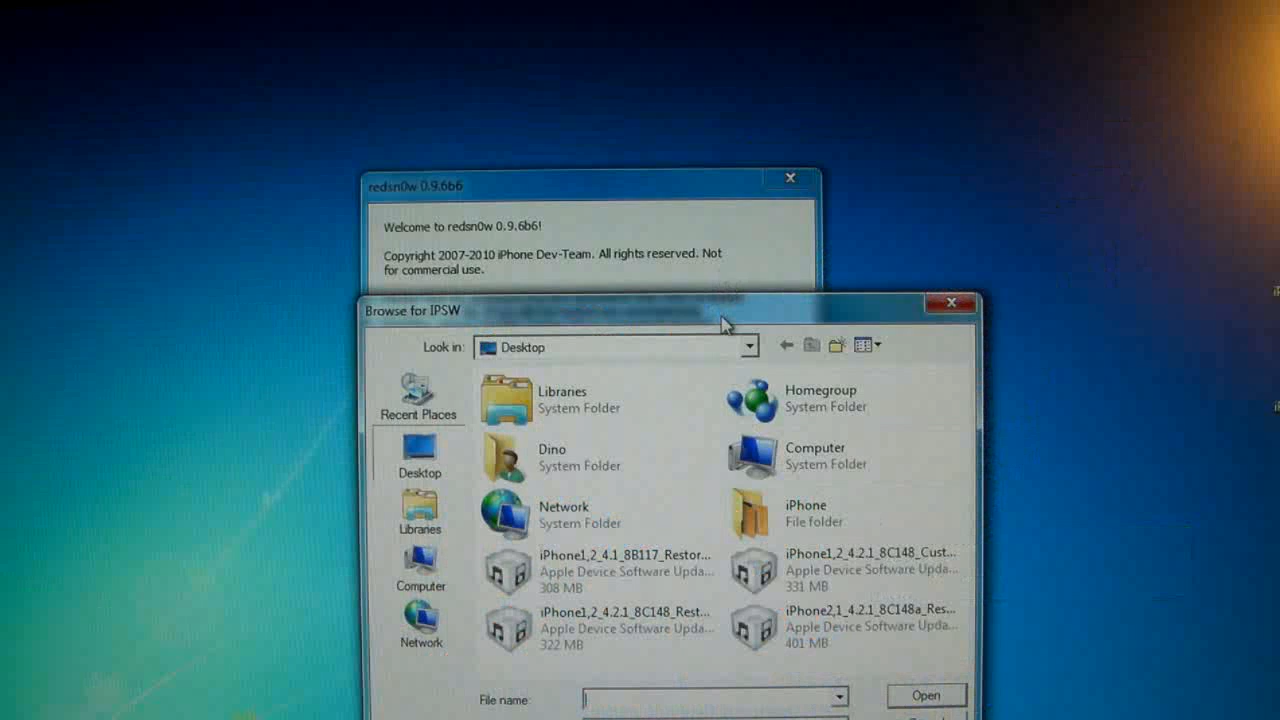 redsn0w 0.9.6b6
Welcome to redsn0w 0.9.6b6!
Copyright 2007-2010 iPhone Dev-Team. All rights reserved. Not
for commercial use.
Browse for IPSW
Look in:
Desktop
Recent Places
Desktop
Libraries
Computer
Network
Libraries
System Folder
Homegroup
System Folder
Dino
System Folder
Computer
System Folder
Network
System Folder
iPhone
File folder
iPhone1,2_4.1_8B117_Restor...
Apple Device Software Upda...
308 MB
iPhone1,2_4.2.1_8C148_Cust...
Apple Device Software Upda...
331 MB
iPhone1,2_4.2.1_8C148_Rest...
Apple Device Software Upda...
322 MB
iPhone2,1_4.2.1_8C148a_Res...
Apple Device Software Upda...
401 MB
File name:
Open